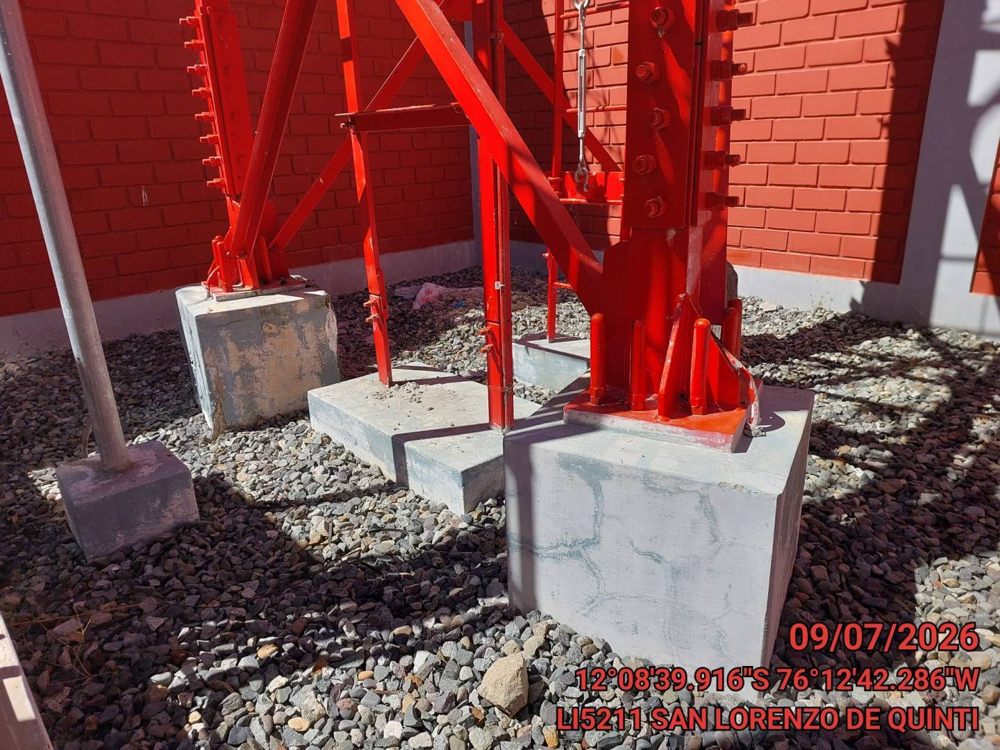 09/07/2026
12°08'39.916"S 76°12'42.286"W
LI5211 SAN LORENZO DE QUINTI